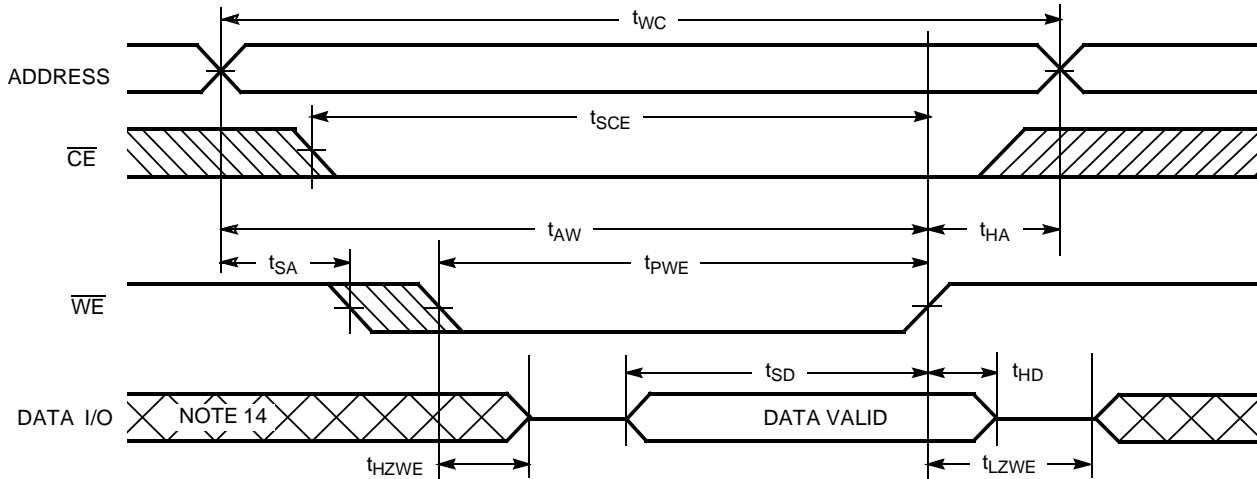 tWC
ADDRESS
tSCE
CE
tAW
tHA
tSA
tPWE
WE
tSD
tHD
DATA I/O
NOTE 14
DATA VALID
tHZWE
tLZWE